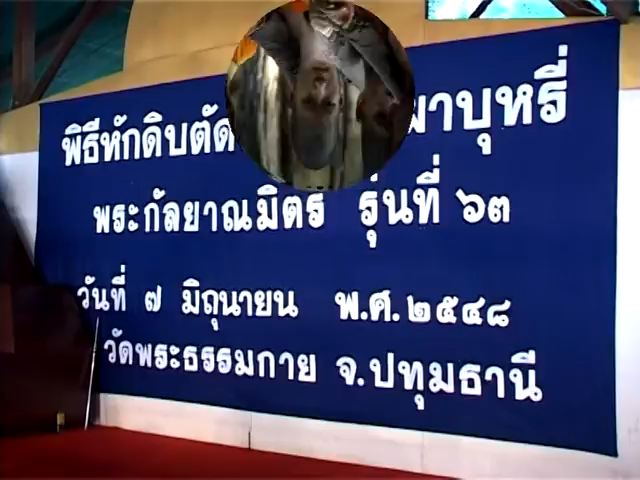 พิธีหักดิบตัด บุหรี่
พระกัลยาณมิตร รุ่นที่ ๖๓
วันที่ ๗ มิถุนายน พ.ศ.๒๕๔๘
วัดพระธรรมกาย จ.ปทุมธานี